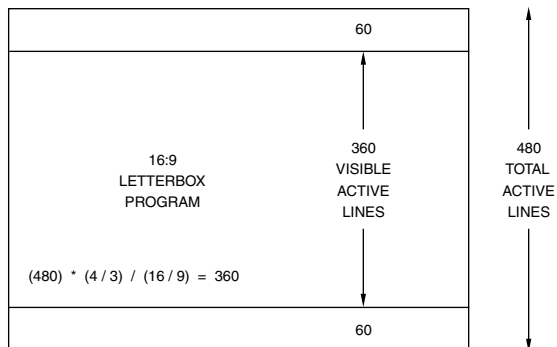 60
16:9
LETTERBOX
PROGRAM
360
VISIBLE
ACTIVE
LINES
480
TOTAL
ACTIVE
LINES
(480) * (4 / 3) / (16 / 9) = 360
60